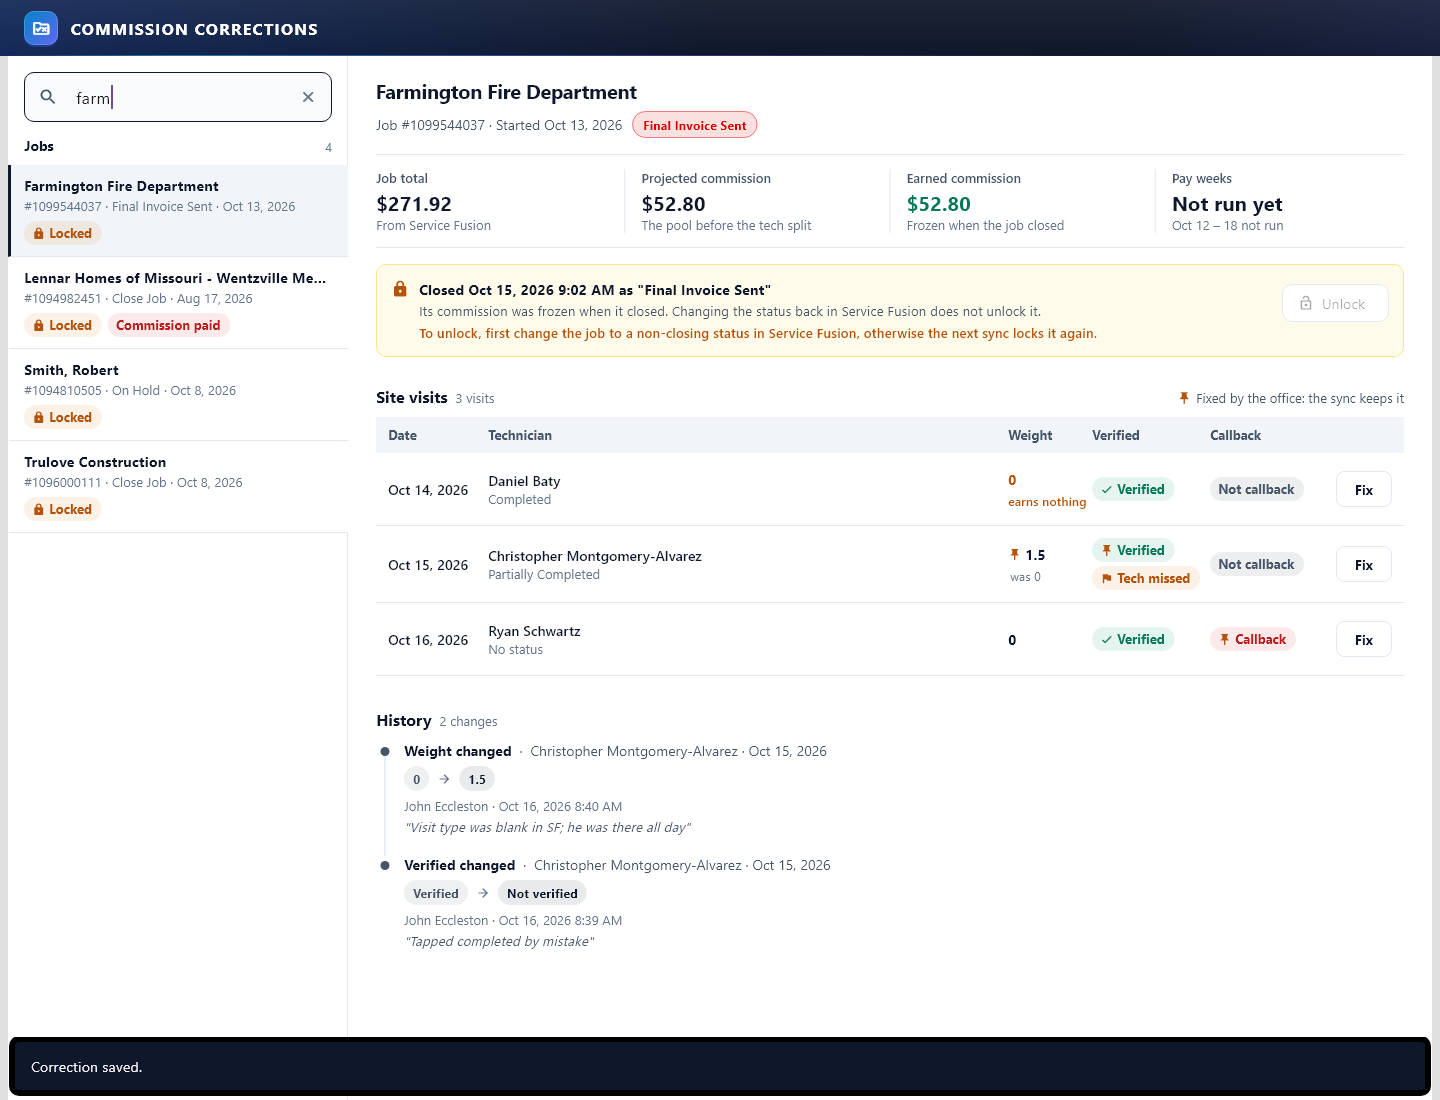 COMMISSION CORRECTIONS
farm
Jobs 4
Farmington Fire Department
#1099544037 · Final Invoice Sent · Oct 13, 2026
Locked
Lennar Homes of Missouri - Wentzville Me...
#1094982451 · Close Job · Aug 17, 2026
Locked Commission paid
Smith, Robert
#1094810505 · On Hold · Oct 8, 2026
Locked
Trulove Construction
#1096000111 · Close Job · Oct 8, 2026
Locked
Farmington Fire Department
Job #1099544037 · Started Oct 13, 2026 Final Invoice Sent
Job total
$271.92
From Service Fusion
Projected commission
$52.80
The pool before the tech split
Earned commission
$52.80
Frozen when the job closed
Pay weeks
Not run yet
Oct 12 – 18 not run
Closed Oct 15, 2026 9:02 AM as "Final Invoice Sent"
Its commission was frozen when it closed. Changing the status back in Service Fusion does not unlock it.
To unlock, first change the job to a non-closing status in Service Fusion, otherwise the next sync locks it again.
Unlock
Site visits 3 visits
Fixed by the office: the sync keeps it
Date Technician Weight Verified Callback
Oct 14, 2026
Daniel Baty
Completed
0
earns nothing
Verified
Not callback
Fix
Oct 15, 2026
Christopher Montgomery-Alvarez
Partially Completed
1.5
was 0
Verified
Tech missed
Not callback
Fix
Oct 16, 2026
Ryan Schwartz
No status
0
Verified
Callback
Fix
History 2 changes
Weight changed · Christopher Montgomery-Alvarez · Oct 15, 2026
0 → 1.5
John Eccleston · Oct 16, 2026 8:40 AM
"Visit type was blank in SF; he was there all day"
Verified changed · Christopher Montgomery-Alvarez · Oct 15, 2026
Verified → Not verified
John Eccleston · Oct 16, 2026 8:39 AM
"Tapped completed by mistake"
Correction saved.